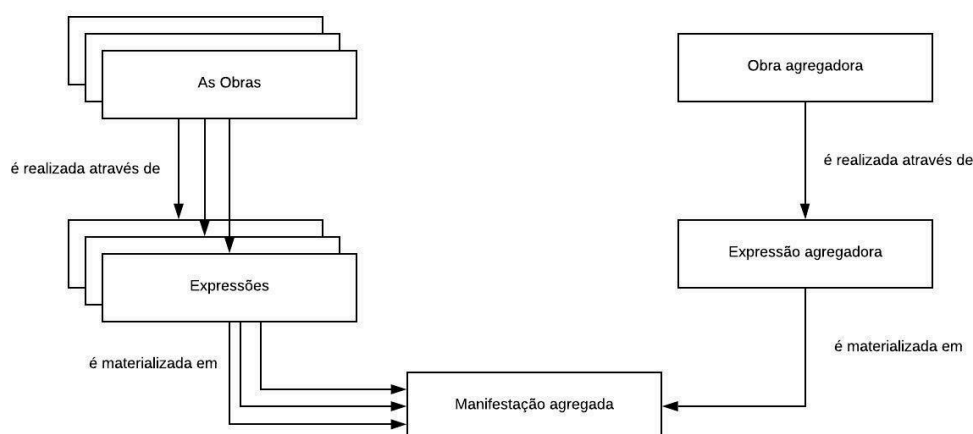 As Obras
Obra agregadora
é realizada através de
é realizada através de
Expressões
Expressão agregadora
é materializada em
é materializada em
Manifestação agregada